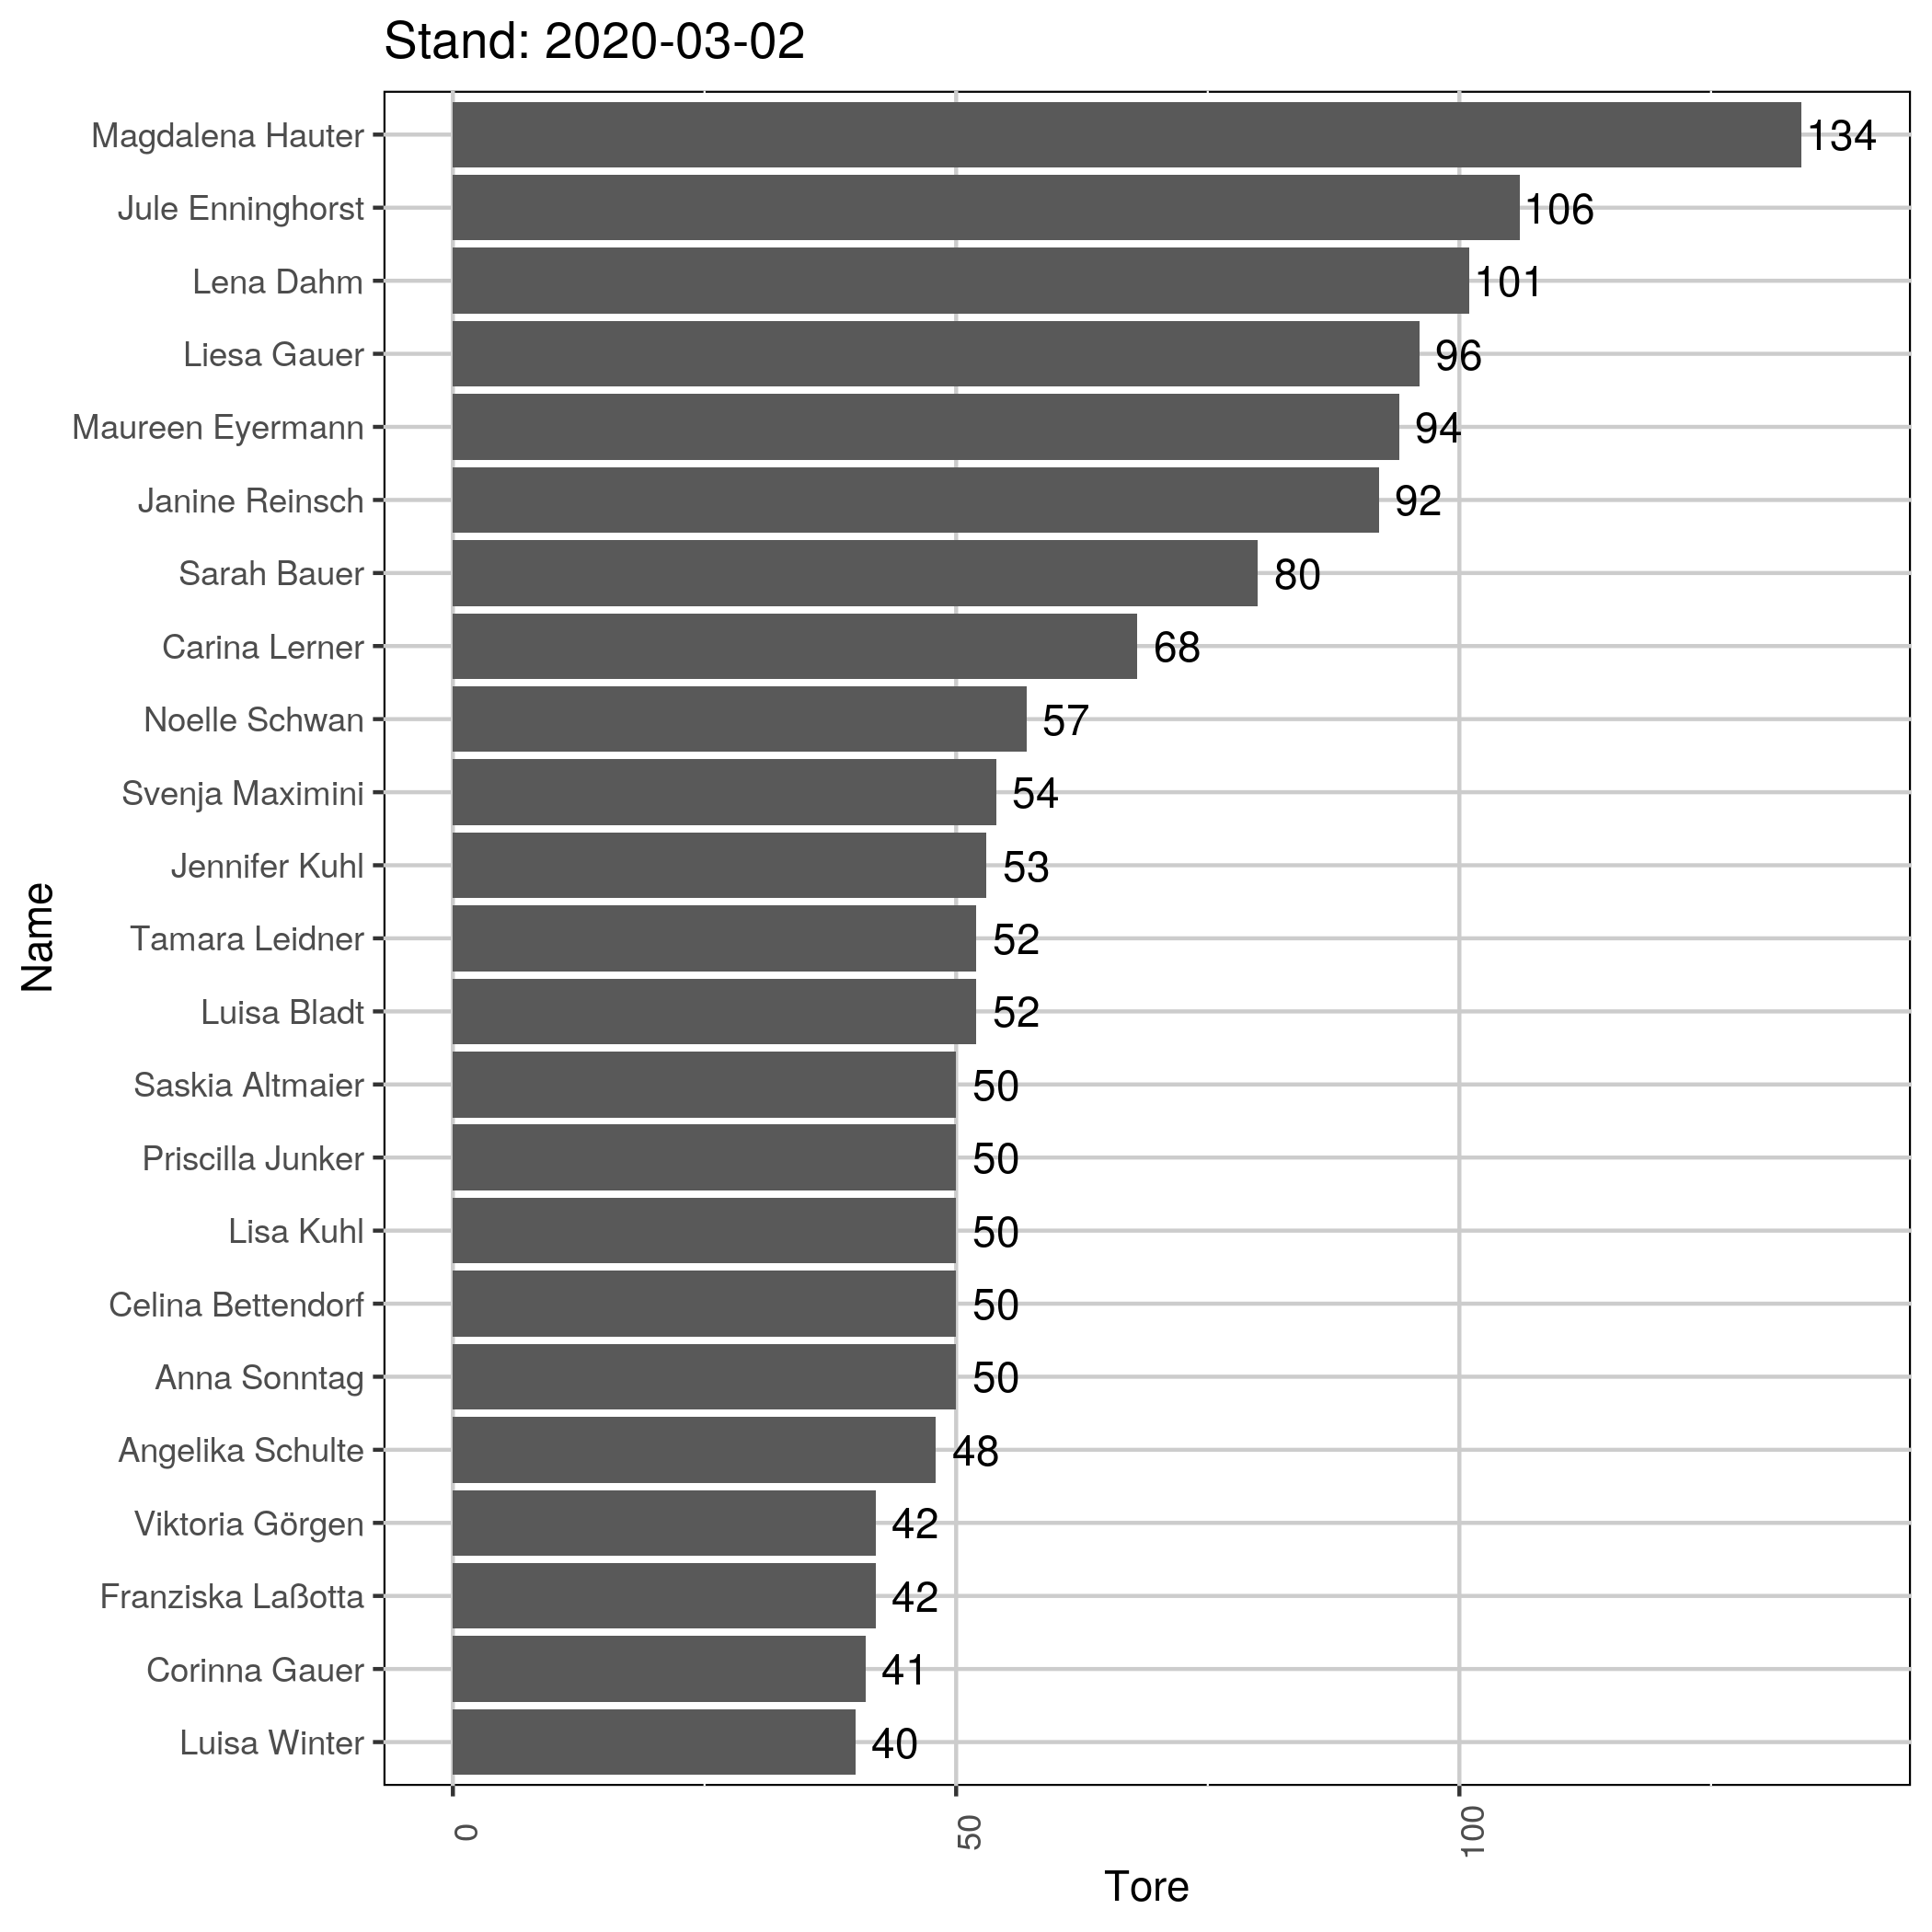 Stand: 2020-03-02
Magdalena Hauter 134
Jule Enninghorst 106
Lena Dahm 101
Liesa Gauer 96
Maureen Eyermann 94
Janine Reinsch 92
Sarah Bauer 80
Carina Lerner 68
Noelle Schwan 57
Svenja Maximini 54
Jennifer Kuhl 53
Tamara Leidner 52
Luisa Bladt 52
Saskia Altmaier 50
Priscilla Junker 50
Lisa Kuhl 50
Celina Bettendorf 50
Anna Sonntag 50
Angelika Schulte 48
Viktoria Görgen 42
Franziska Laßotta 42
Corinna Gauer 41
Luisa Winter 40
Name
0 50 100
Tore